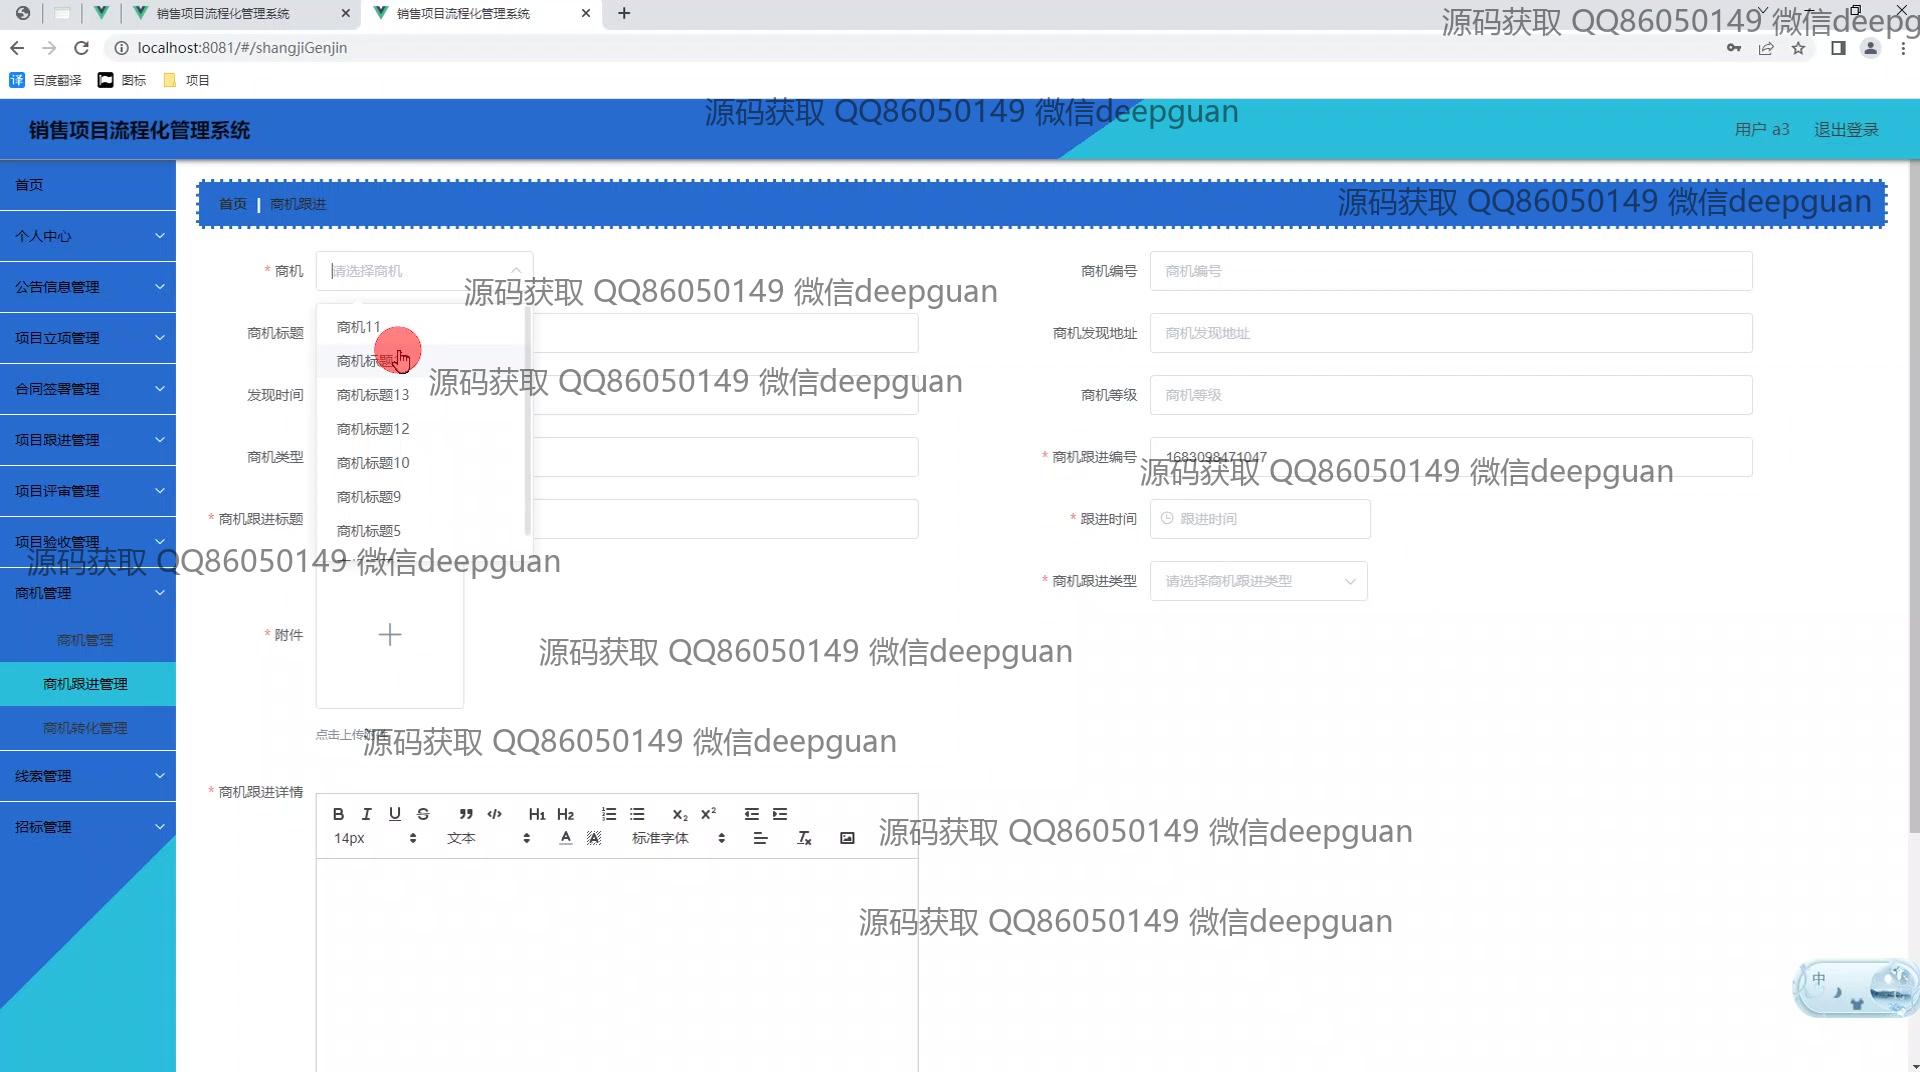 销售项目流程化管理系统
销售项目流程化管理系统
源码获取 QQ86050149 微信deepg
localhost:8081/#/shangjiGenjin
译 百度翻译 图标 项目
源码获取 QQ86050149 微信deepguan
销售项目流程化管理系统
用户 a3 退出登录
首页
首页 | 商机跟进
源码获取 QQ86050149 微信deepguan
个人中心
* 商机 请选择商机
商机编号 商机编号
公告信息管理
源码获取 QQ86050149 微信deepguan
商机11
商机标题
商机发现地址 商机发现地址
项目立项管理
商机标
源码获取 QQ86050149 微信deepguan
合同签署管理
发现时间
商机标题13
商机等级 商机等级
商机标题12
项目跟进管理
商机类型
商机标题10
* 商机跟进编号 1683098471047
源码获取 QQ86050149 微信deepguan
项目评审管理
商机标题9
* 商机跟进标题
商机标题5
* 跟进时间 跟进时间
项目验收管理
源码获取 QQ86050149 微信deepguan
* 商机跟进类型 请选择商机跟进类型
商机管理
商机管理
* 附件
源码获取 QQ86050149 微信deepguan
商机跟进管理
商机转化管理
点击上传
源码获取 QQ86050149 微信deepguan
线索管理
* 商机跟进详情
B I U S H1 H2 X2 X2
招标管理
14px 文本 A A 标准字体 Tx
源码获取 QQ86050149 微信deepguan
源码获取 QQ86050149 微信deepguan
中